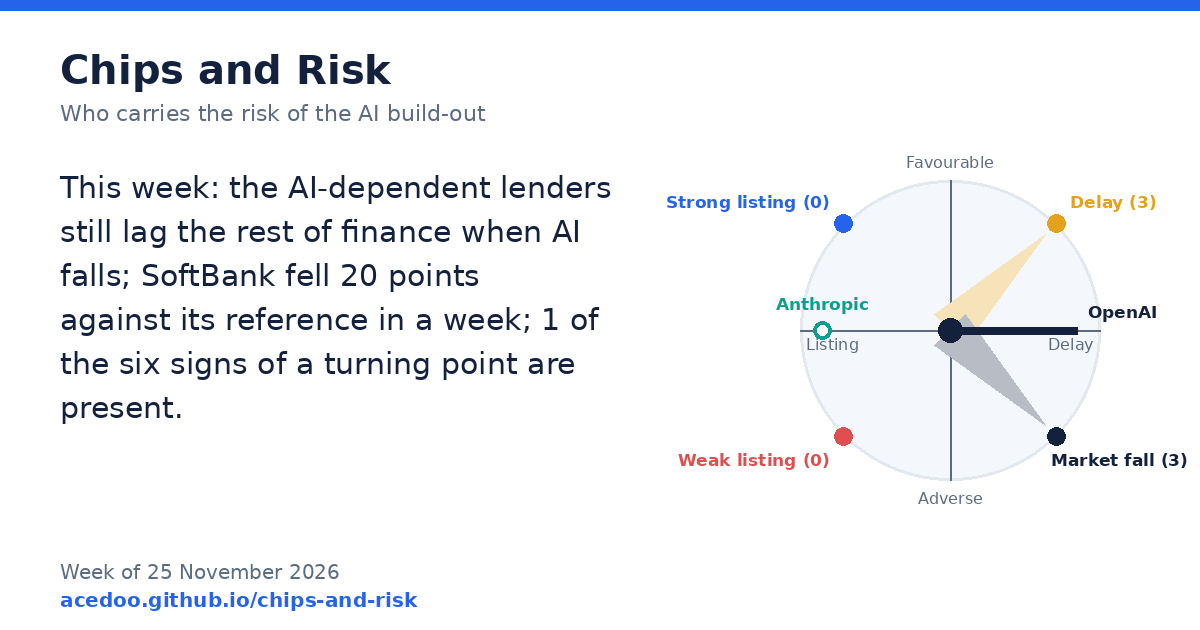 Chips and Risk
Who carries the risk of the AI build-out
This week: the AI-dependent lenders
still lag the rest of finance when AI
falls; SoftBank fell 20 points
against its reference in a week; 1 of
the six signs of a turning point are
present.
Favourable
Strong listing (0)
Delay (3)
Anthropic
OpenAI
Listing
Delay
Weak listing (0)
Market fall (3)
Adverse
Week of 25 November 2026
acedoo.github.io/chips-and-risk